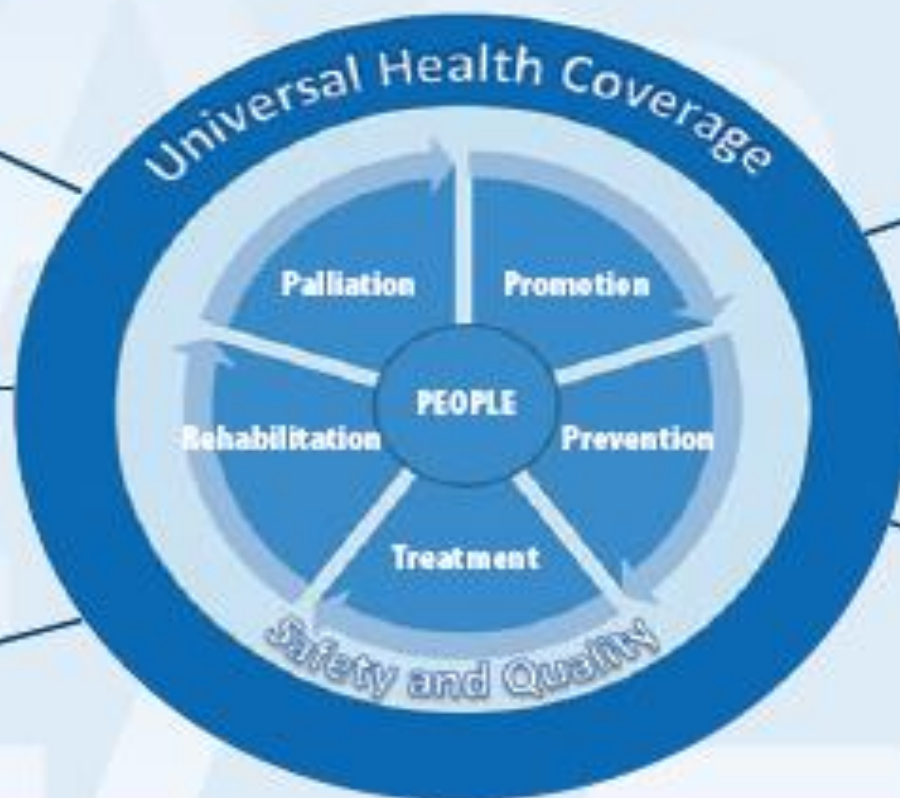 Universal Health Coverage
Palliation
Promotion
PEOPLE
Rehabilitation
Prevention
Treatment
Safety and Quality